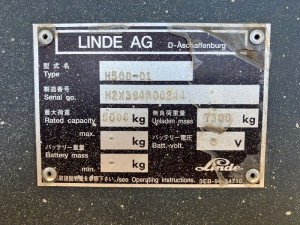 LINDE AG
D-Aschaffenburg
型式名
Type H50D-01
製造番号
Serial no. H2X394R00344
最大荷重 無負荷重量
Rated capacity 5000 kg Unladen mass 7300 kg
max. - kg バッテリー電圧
バッテリー重量 Batt.-volt. V
Battery mass - kg
min. - kg Linde
/see Operating instructions.